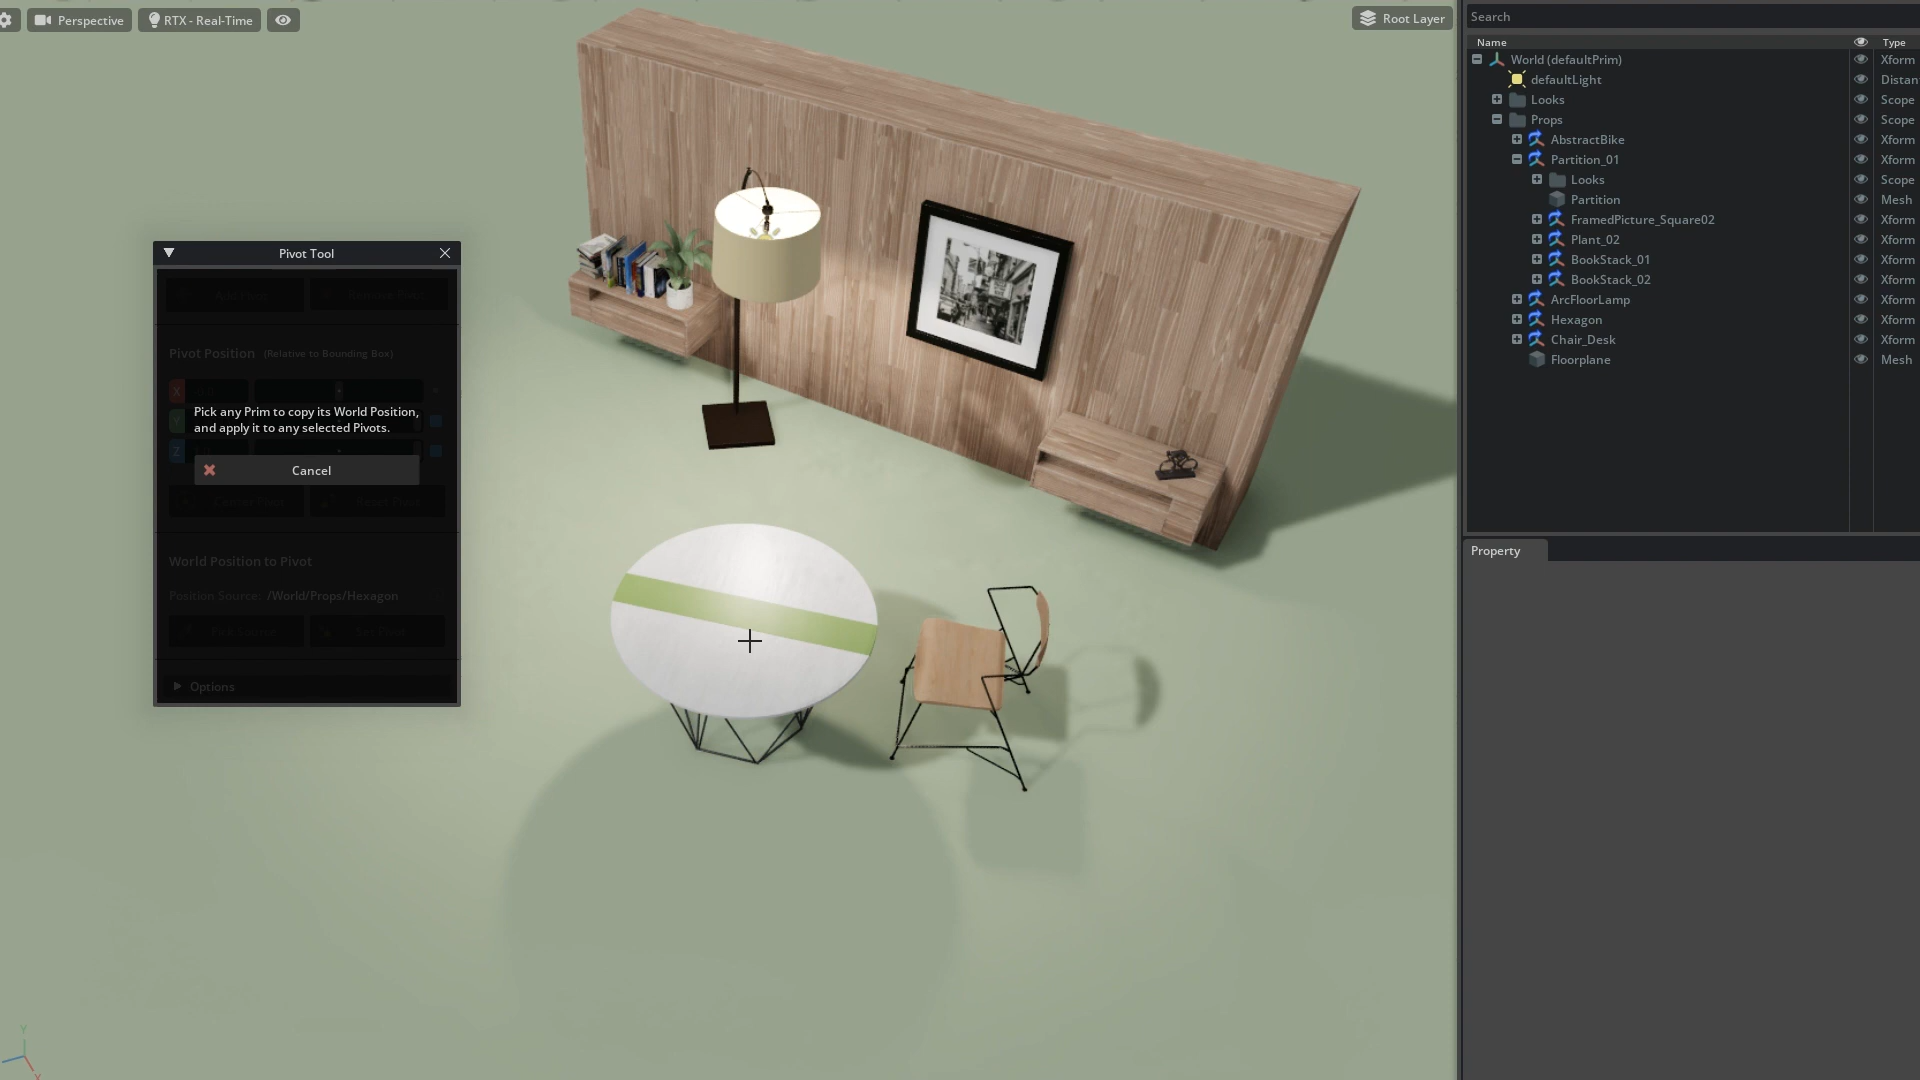 Perspective
RTX - Real-Time
Root Layer
Pivot Tool
Pivot Position (Relative to Bounding Box)
X
Y
Pick any Prim to copy its World Position,
and apply it to any selected Pivots.
Z
Cancel
World Position to Pivot
Position Source: /World/Props/Hexagon
Options
Search
Name Type
World (defaultPrim) Xform
defaultLight Distan
Looks Scope
Props Scope
AbstractBike Xform
Partition_01 Xform
Looks Scope
Partition Mesh
FramedPicture_Square02 Xform
Plant_02 Xform
BookStack_01 Xform
BookStack_02 Xform
ArcFloorLamp Xform
Hexagon Xform
Chair_Desk Xform
Floorplane Mesh
Property
Y
X